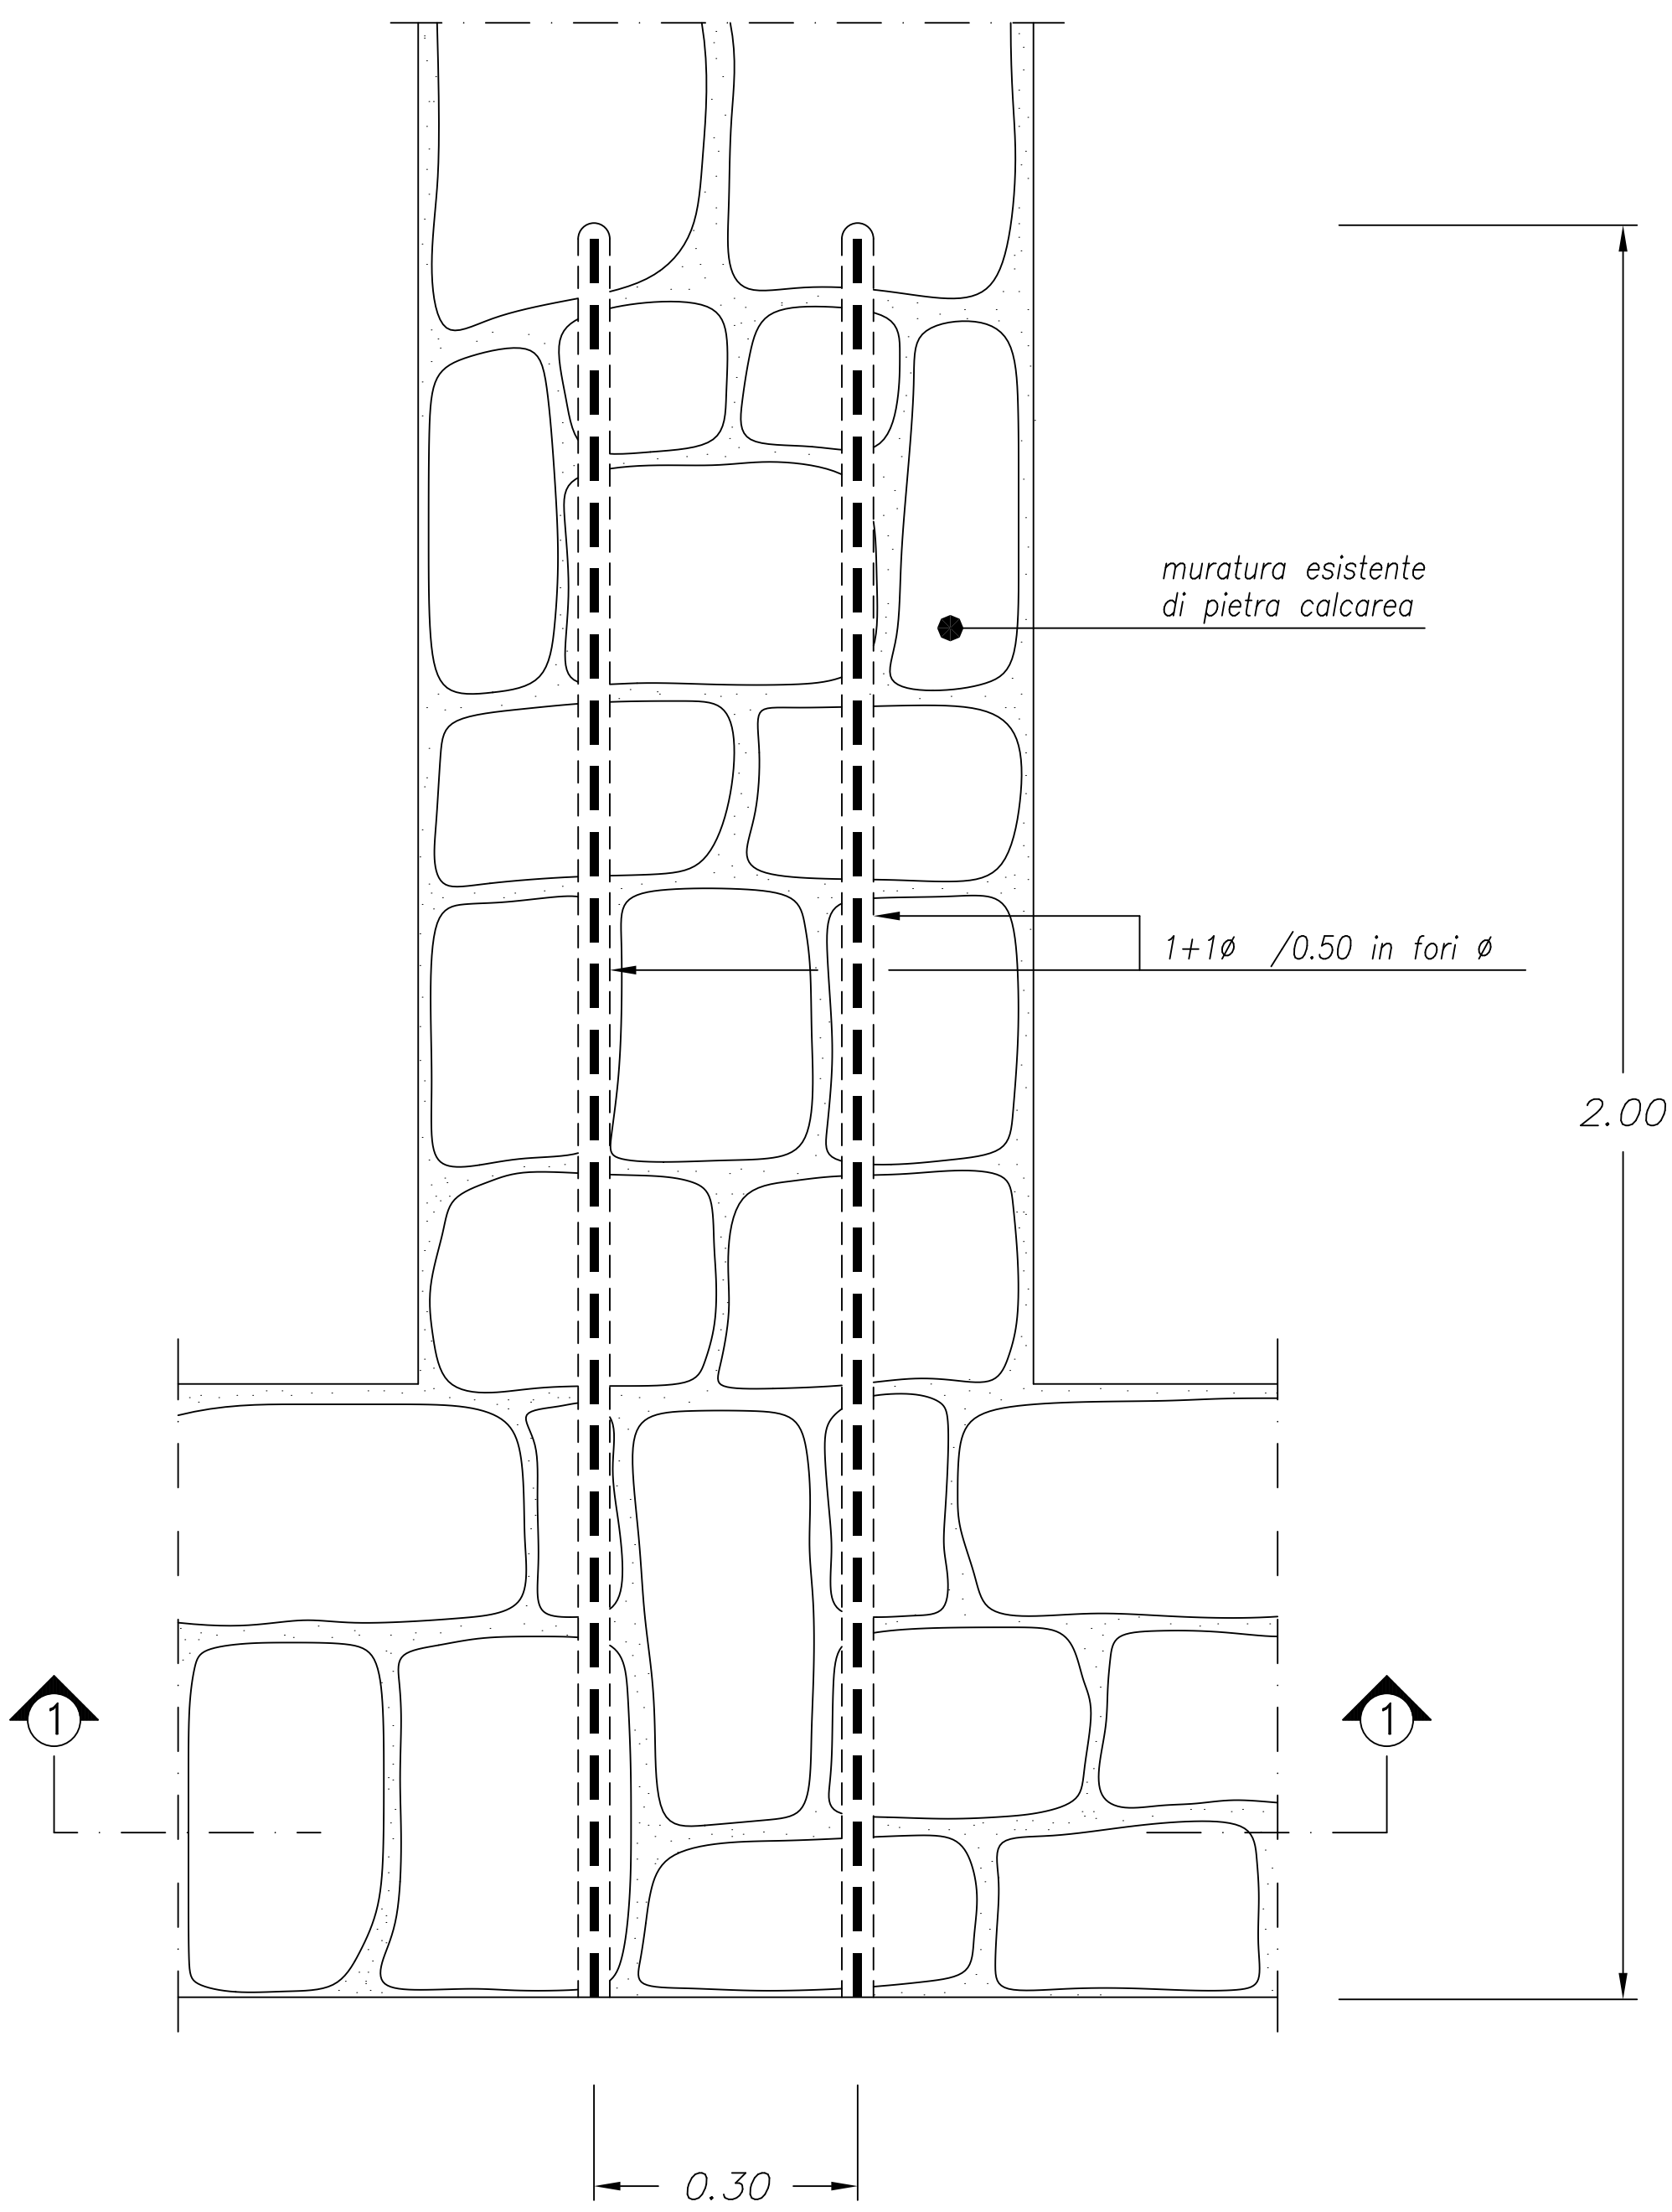 muratura esistente
di pietra calcarea
1+1ø /0.50 in fori ø
2.00
1
1
0.30